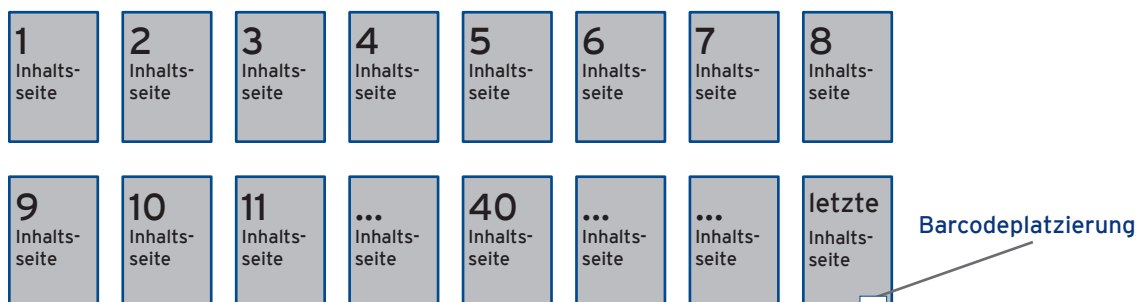 1 2 3 4 5 6 7 8
Inhalts- Inhalts- Inhalts- Inhalts- Inhalts- Inhalts- Inhalts- Inhalts-
seite seite seite seite seite seite seite seite
9 10 11 ... 40 ... ... letzte
Inhalts- Inhalts- Inhalts- Inhalts- Inhalts- Inhalts- Inhalts- Inhalts-
seite seite seite seite seite seite seite seite
Barcodeplatzierung